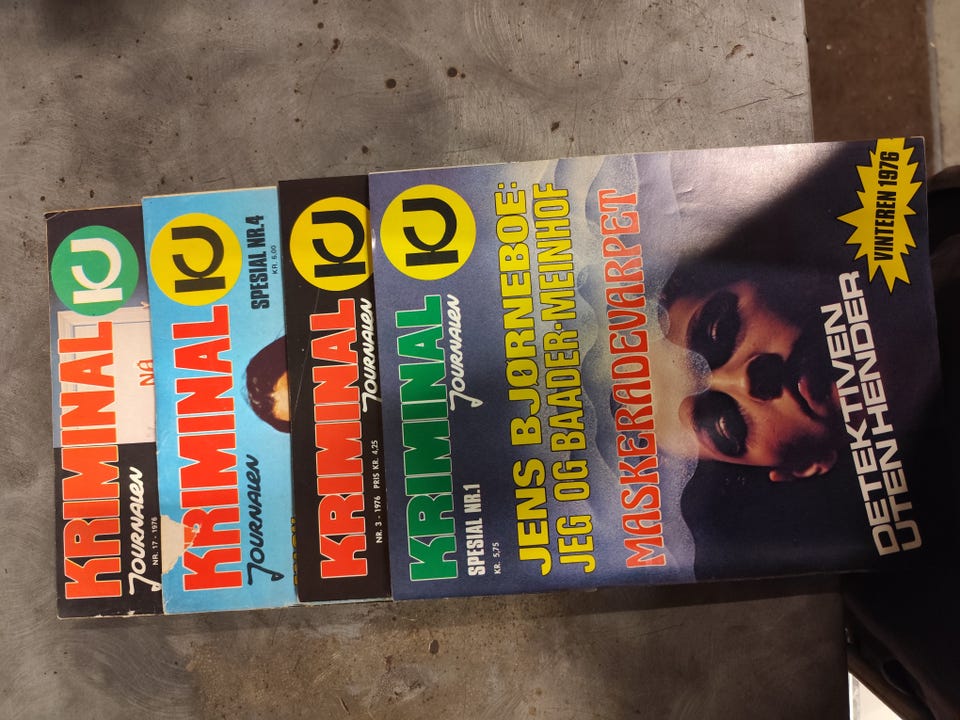 KJ
KRIMINAL
JOURNALEN
NR. 17 - 1976
NÅ
KJ
KRIMINAL
JOURNALEN
SPESIAL NR.4
KR. 6,00
KJ
KRIMINAL
JOURNALEN
NR. 3 - 1976 PRIS KR. 4,25
KJ
KRIMINAL
JOURNALEN
SPESIAL NR.1
KR. 5,75
JENS BJØRNEBOE:
JEG OG BAADER-MEINHOF
MASKERADEVARPET
VINTEREN 1976
DETEKTIVEN
UTEN HENDER